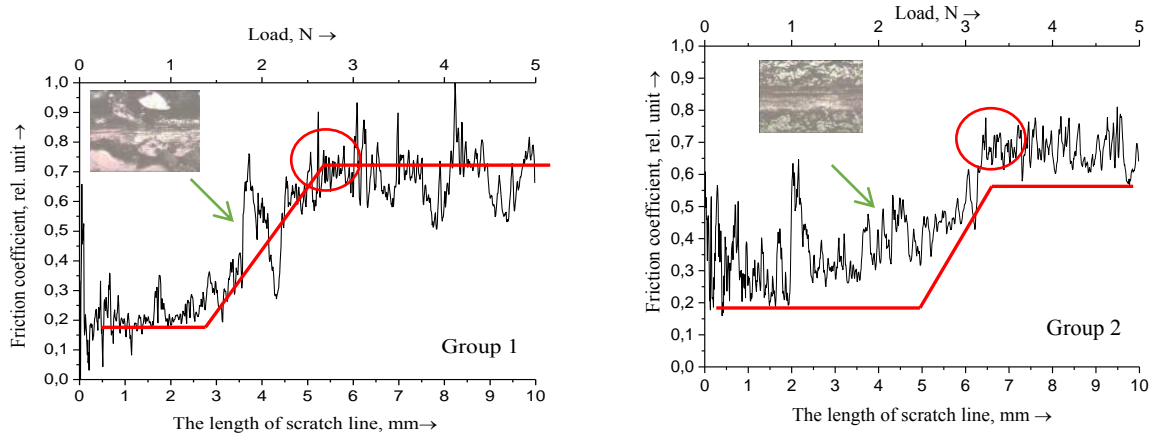 Load, N →
0 1 2 3 4 5
1,0
0,9
0,8
0,7
0,6
0,5
0,4
0,3
0,2
0,1
0,0
Friction coefficient, rel. unit →
Group 1
0 1 2 3 4 5 6 7 8 9 10
The length of scratch line, mm→
Load, N →
0 1 2 3 4 5
1,0
0,9
0,8
0,7
0,6
0,5
0,4
0,3
0,2
0,1
0,0
Friction coefficient, rel. unit →
Group 2
0 1 2 3 4 5 6 7 8 9 10
The length of scratch line, mm→